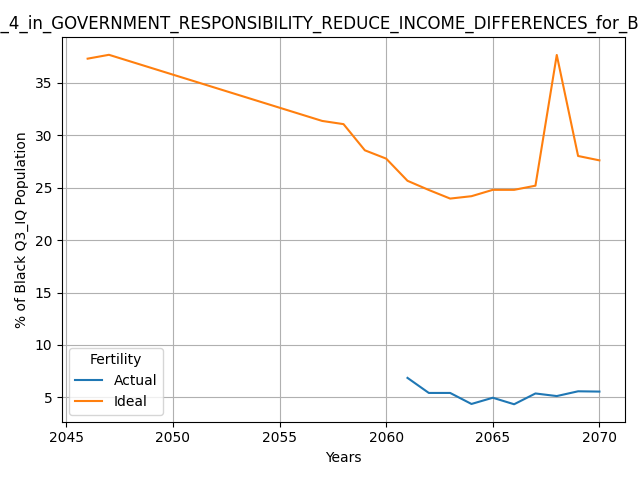 _4_in_GOVERNMENT_RESPONSIBILITY_REDUCE_INCOME_DIFFERENCES_for_B
% of Black Q3_IQ Population
35
30
25
20
15
10
5
Fertility
Actual
Ideal
2045 2050 2055 2060 2065 2070
Years